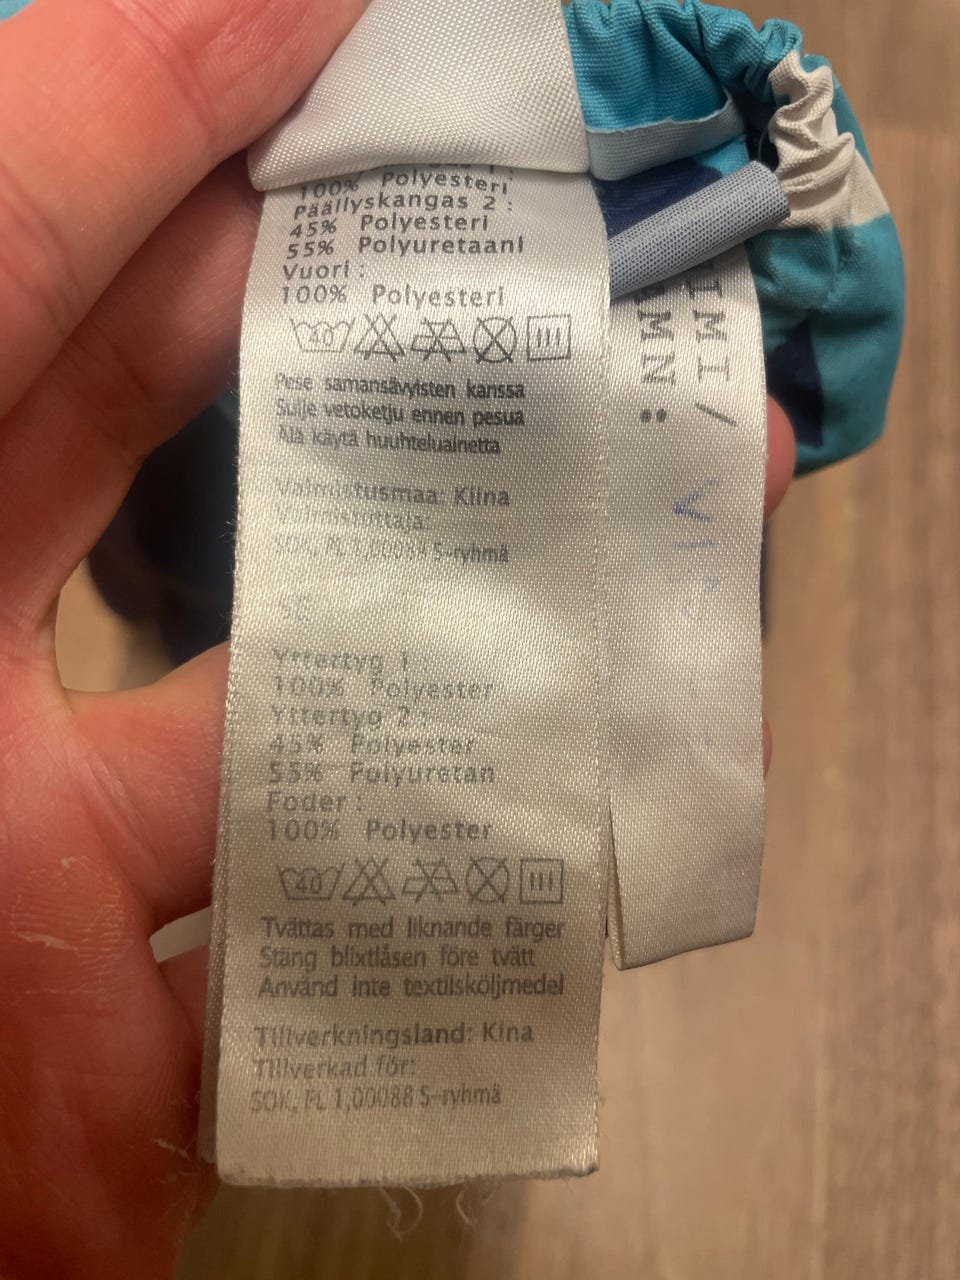 100% Polyesteri
Päällyskangas 2 :
45% Polyesteri
55% Polyuretaani
Vuori :
100% Polyesteri
40
Pese samansävyisten kanssa
Sulje vetoketju ennen pesua
Älä käytä huuhteluainetta
Valmistusmaa: Kiina
Valmistuttaja:
SOK, PL 1,00088 S-ryhmä
SE
Yttertyg 1 :
100% Polyester
Yttertyg 2 :
45% Polyester
55% Polyuretan
Foder :
100% Polyester
40
Tvättas med liknande färger
Stäng blixtlåsen före tvätt
Använd inte textilsköljmedel
Tillverkningsland: Kina
Tillverkad för:
SOK, PL 1,00088 S-ryhmä